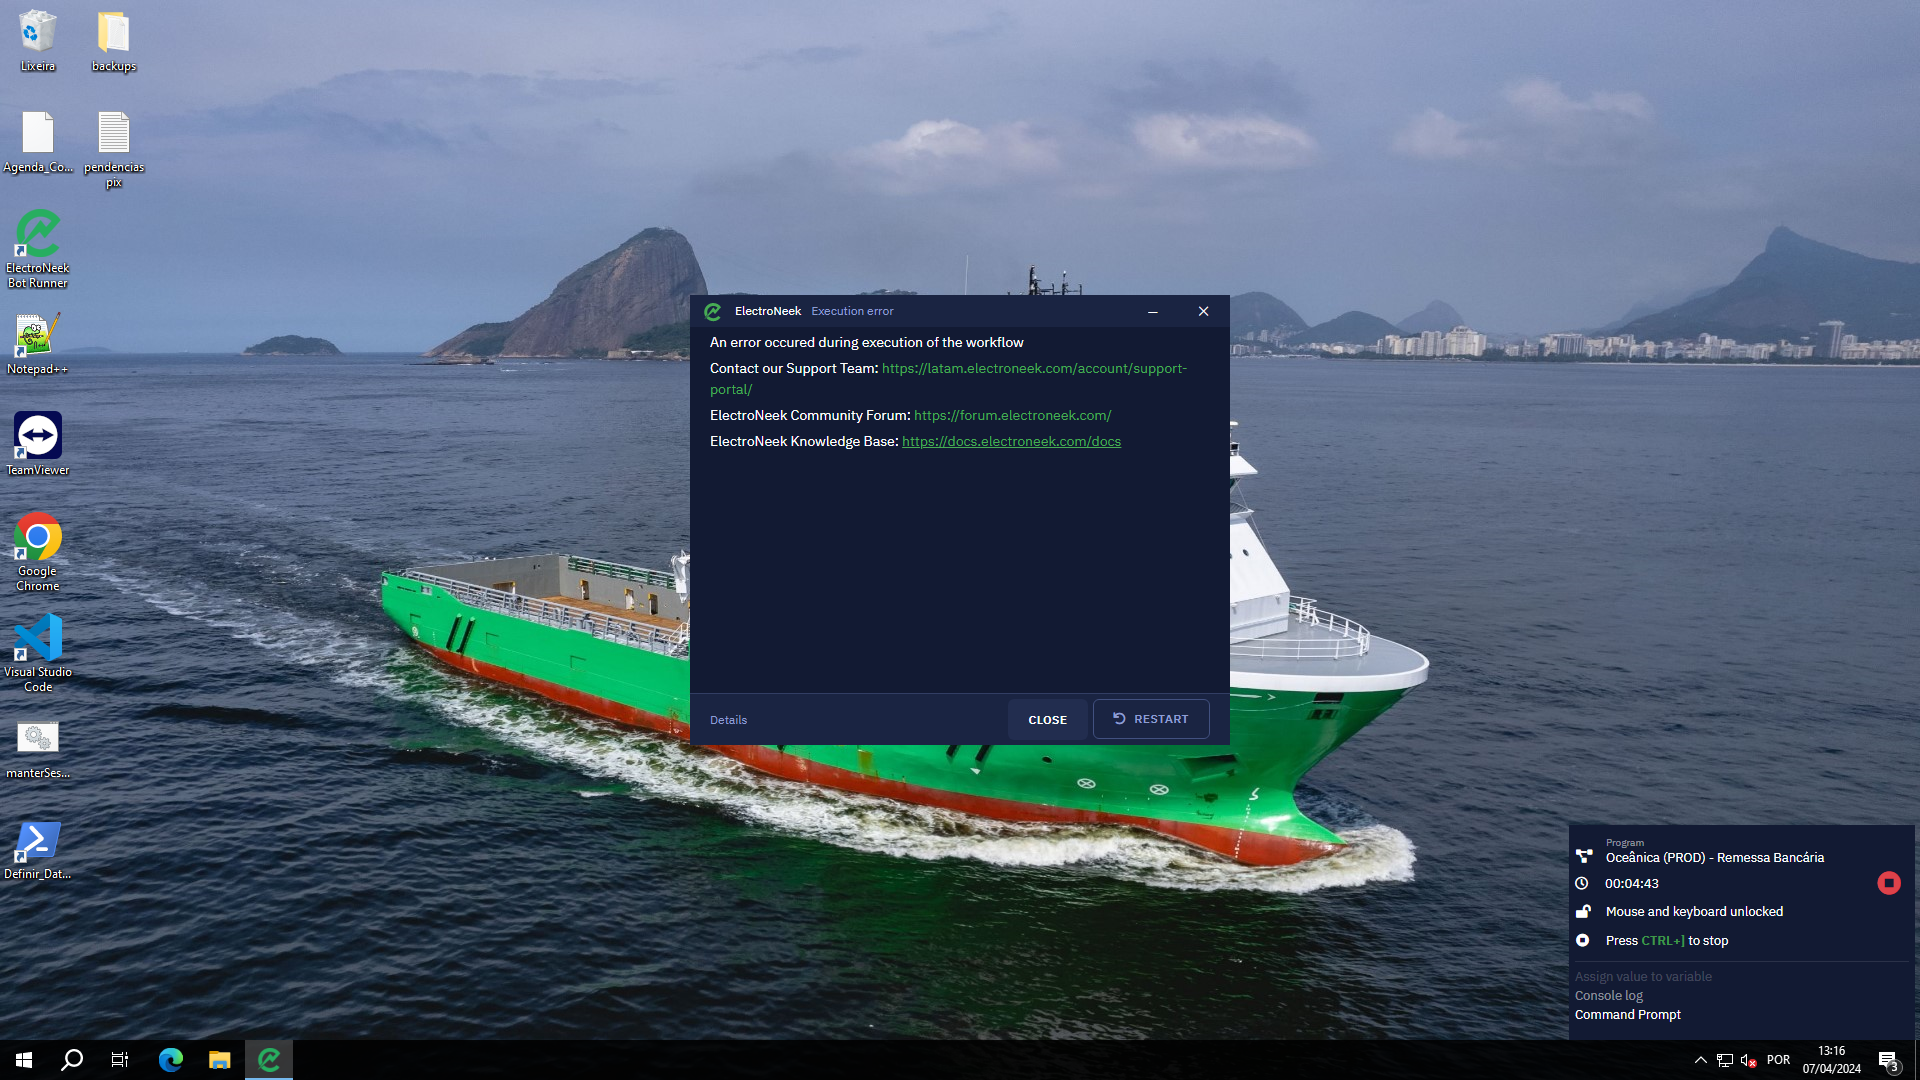 Lixeira
backups
Agenda_Co...
pendencias
pix
ElectroNeek
Bot Runner
Notepad++
TeamViewer
Google
Chrome
Visual Studio
Code
manterSes...
Definir_Dat...
ElectroNeek Execution error
An error occured during execution of the workflow
Contact our Support Team: https://latam.electroneek.com/account/support-
portal/
ElectroNeek Community Forum: https://forum.electroneek.com/
ElectroNeek Knowledge Base: https://docs.electroneek.com/docs
Details
CLOSE
RESTART
Program
Oceânica (PROD) - Remessa Bancária
00:04:43
Mouse and keyboard unlocked
Press CTRL+] to stop
Assign value to variable
Console log
Command Prompt
POR
13:16
07/04/2024
3